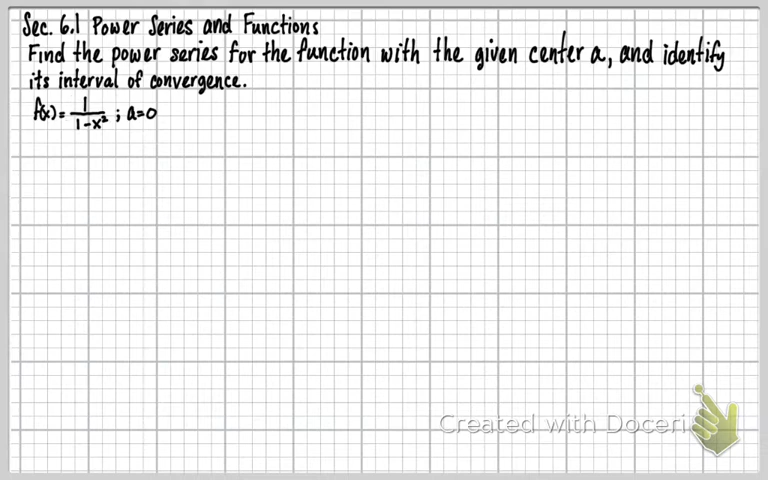 Sec. 6.1 Power Series and Functions
Find the power series for the function with the given center a, and identify
its interval of convergence.
f(x) = 1/(1-x²) ; a=0
Created with Doceri